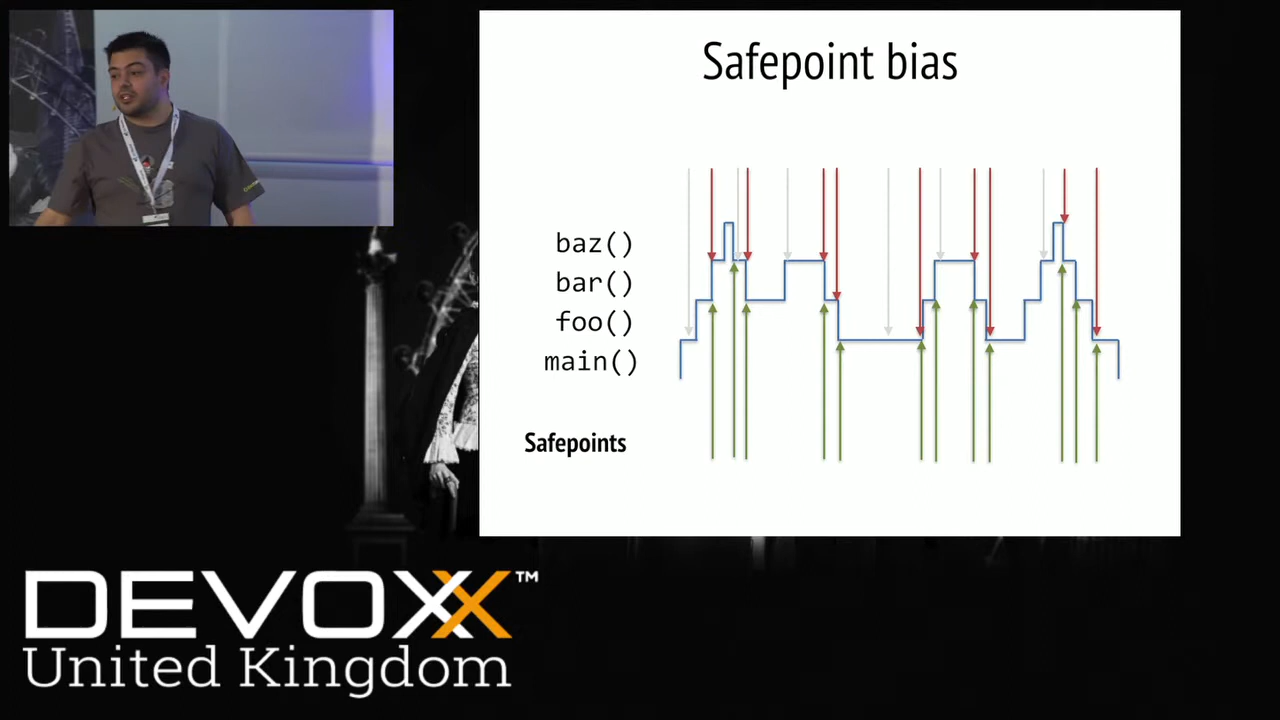 Safepoint bias
baz()
bar()
foo()
main()
Safepoints
DEVOXX™
United Kingdom